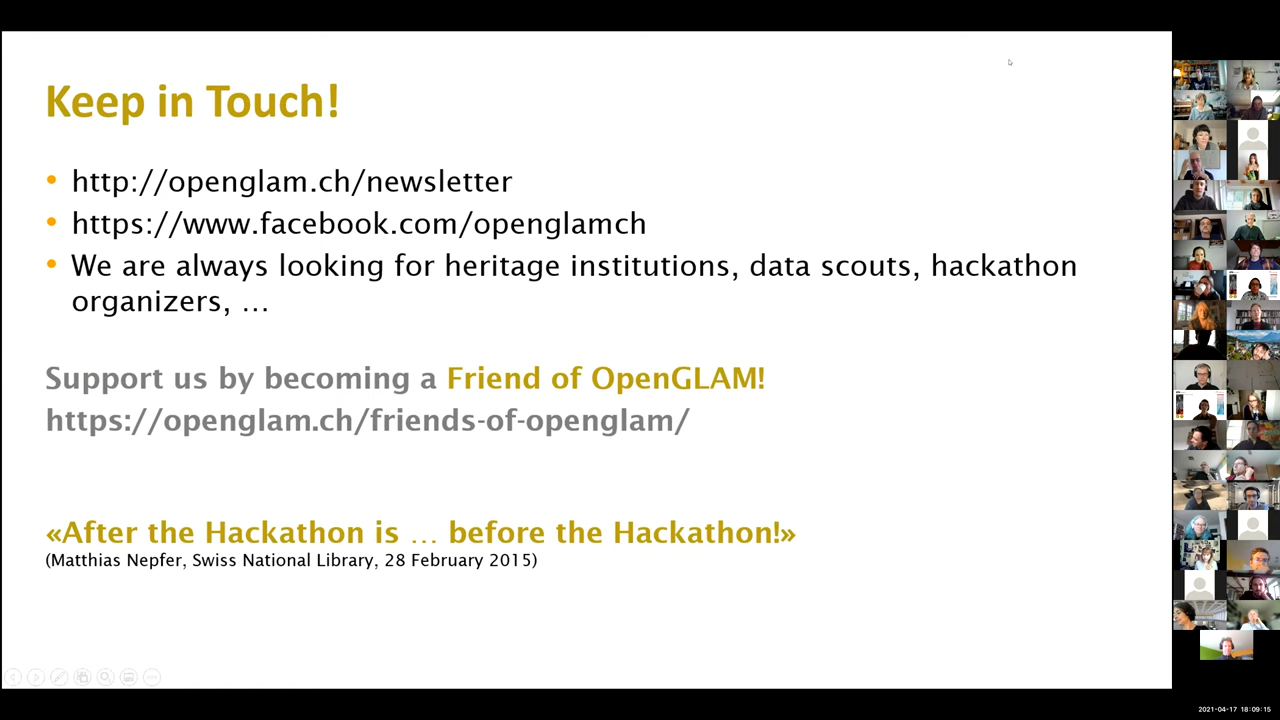 Keep in Touch!
• http://openglam.ch/newsletter
• https://www.facebook.com/openglamch
• We are always looking for heritage institutions, data scouts, hackathon
organizers, …
Support us by becoming a Friend of OpenGLAM!
https://openglam.ch/friends-of-openglam/
«After the Hackathon is … before the Hackathon!»
(Matthias Nepfer, Swiss National Library, 28 February 2015)
2021-04-17 18:09:15